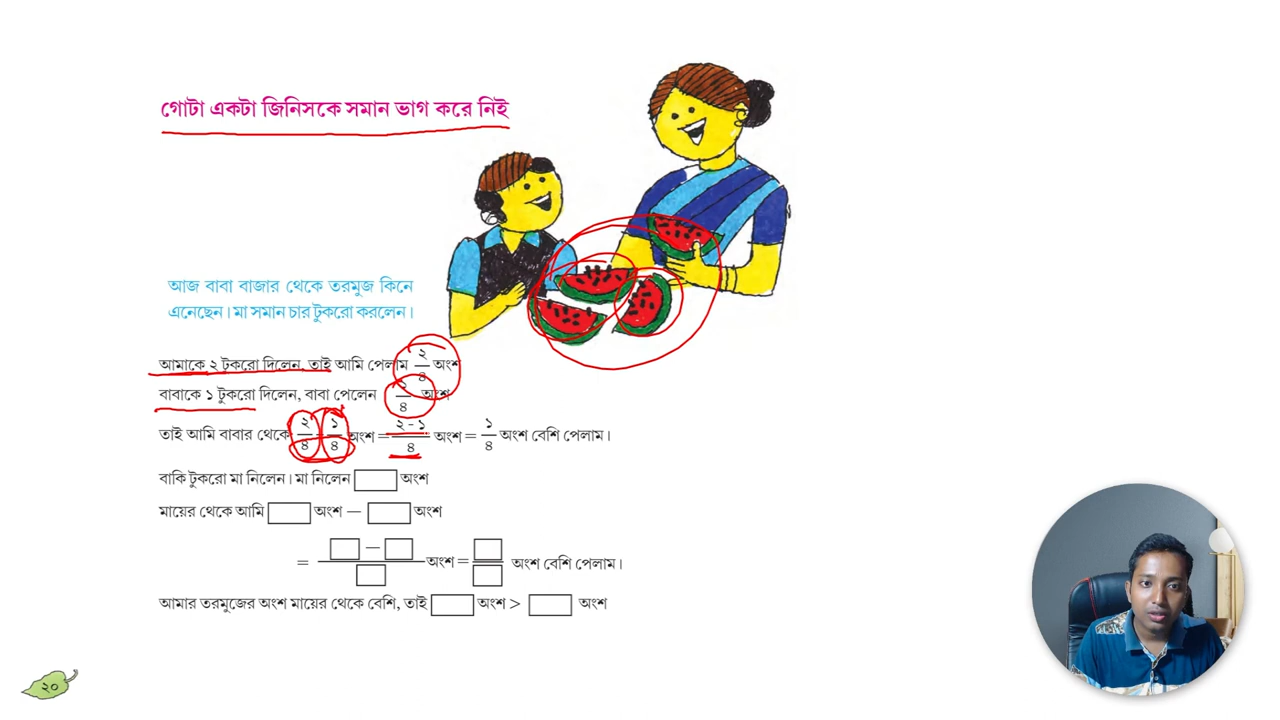 গোটা একটা জিনিসকে সমান ভাগ করে নিই
আজ বাবা বাজার থেকে তরমুজ কিনে
এনেছেন। মা সমান চার টুকরো করলেন।
আমাকে ২ টুকরো দিলেন, তাই আমি পেলাম ২/৪ অংশ
বাবাকে ১ টুকরো দিলেন, বাবা পেলেন ১/৪ অংশ
তাই আমি বাবার থেকে ২/৪ - ১/৪ অংশ = ২-১/৪ অংশ = ১/৪ অংশ বেশি পেলাম।
বাকি টুকরো মা নিলেন। মা নিলেন অংশ
মায়ের থেকে আমি অংশ — অংশ
= — অংশ = অংশ বেশি পেলাম।
আমার তরমুজের অংশ মায়ের থেকে বেশি, তাই অংশ > অংশ
২০